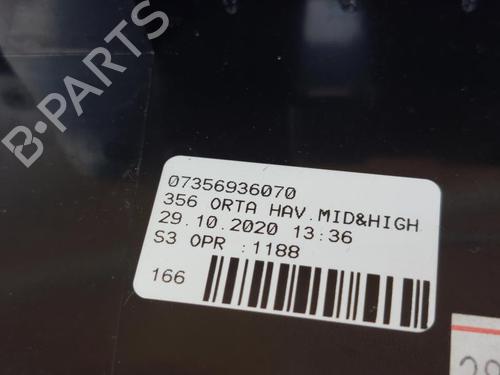 B-PARTS
07356936070
356 ORTA HAV.MID&HIGH
29.10.2020 13:36
S3 OPR :1188
166